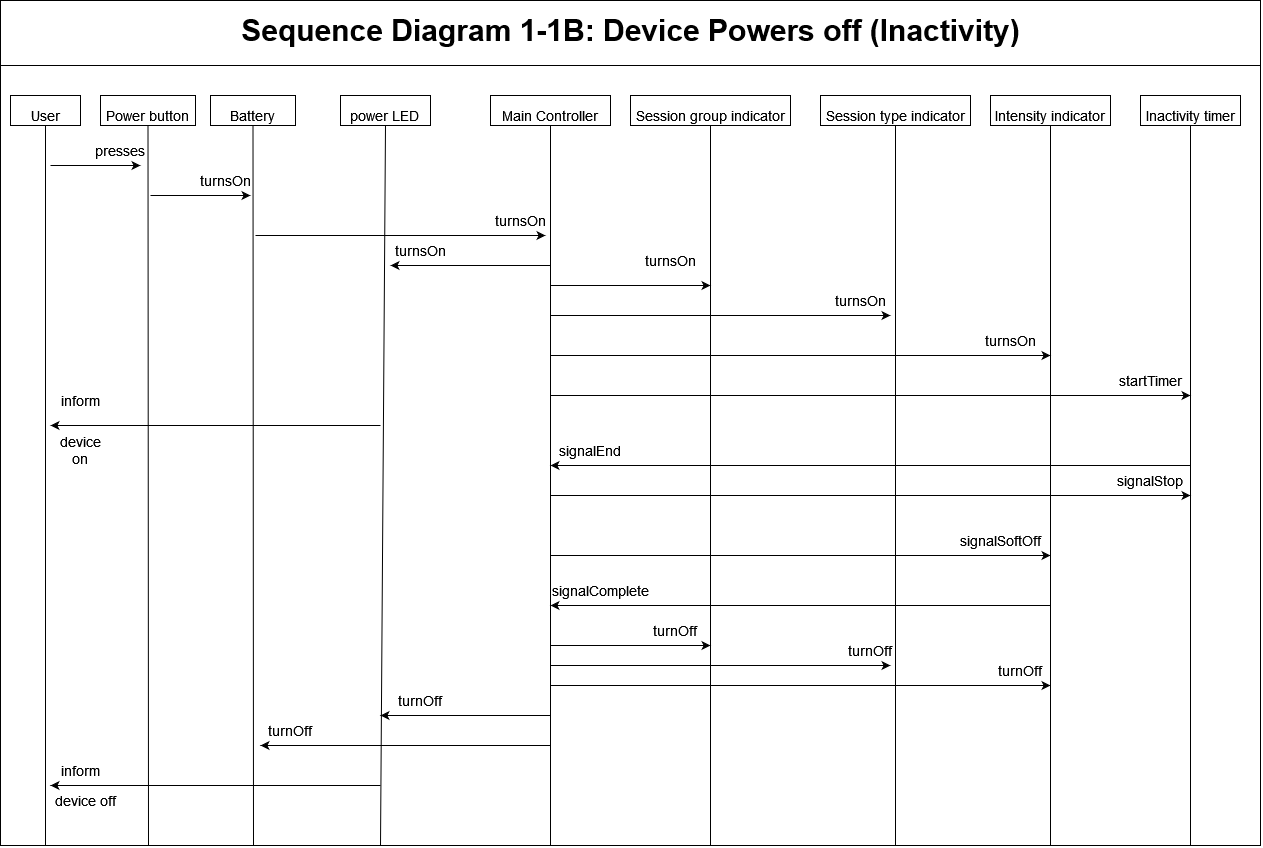 Sequence Diagram 1-1B: Device Powers off (Inactivity)
User
Power button
Battery
power LED
Main Controller
Session group indicator
Session type indicator
Intensity indicator
Inactivity timer
presses
turnsOn
turnsOn
turnsOn
turnsOn
turnsOn
turnsOn
startTimer
inform
device
on
signalEnd
signalStop
signalSoftOff
signalComplete
turnOff
turnOff
turnOff
turnOff
turnOff
inform
device off